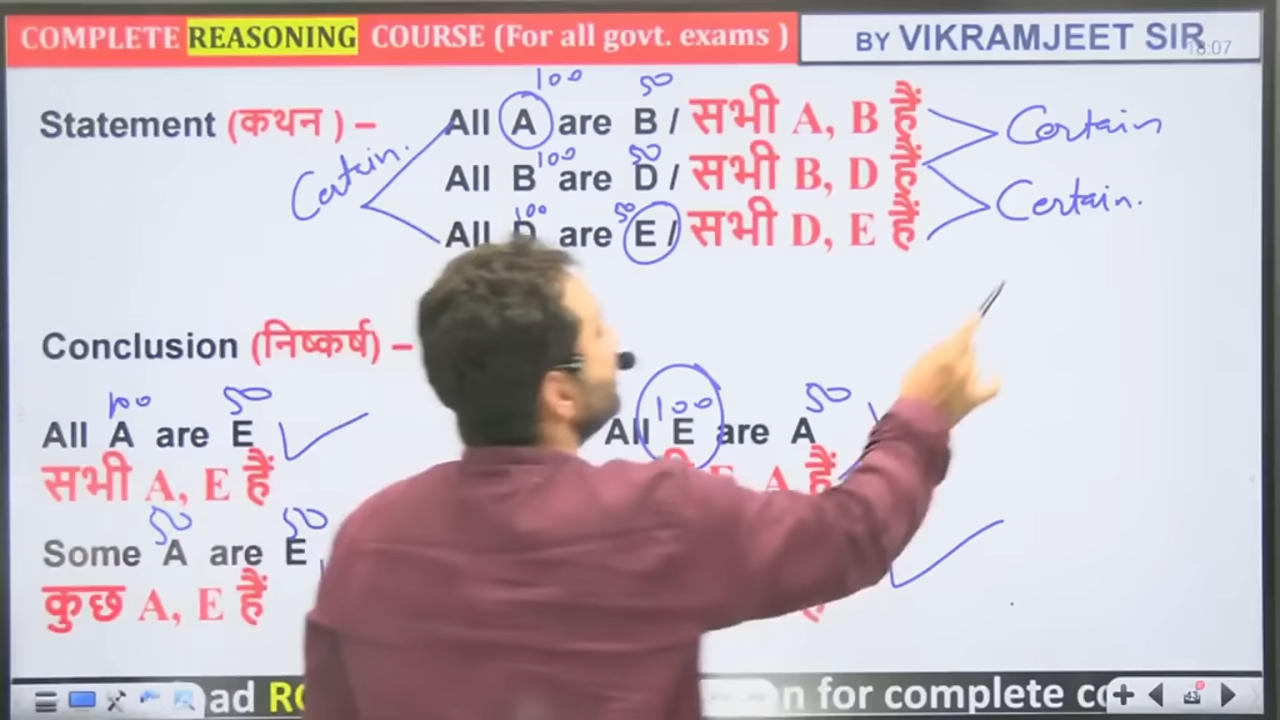 COMPLETE REASONING COURSE (For all govt. exams )
BY VIKRAMJEET SIR
18:07
100 50
Statement (कथन ) – All A are B / सभी A, B हैं
Certain
100 50
All B are D / सभी B, D हैं
Certain.
100 50
All D are E / सभी D, E हैं
Certain.
Conclusion (निष्कर्ष) –
100 50
All A are E
सभी A, E हैं
100 50
All E are A
E, A हैं
50 50
Some A are E
कुछ A, E हैं
हैं
ad
n for complete co
43